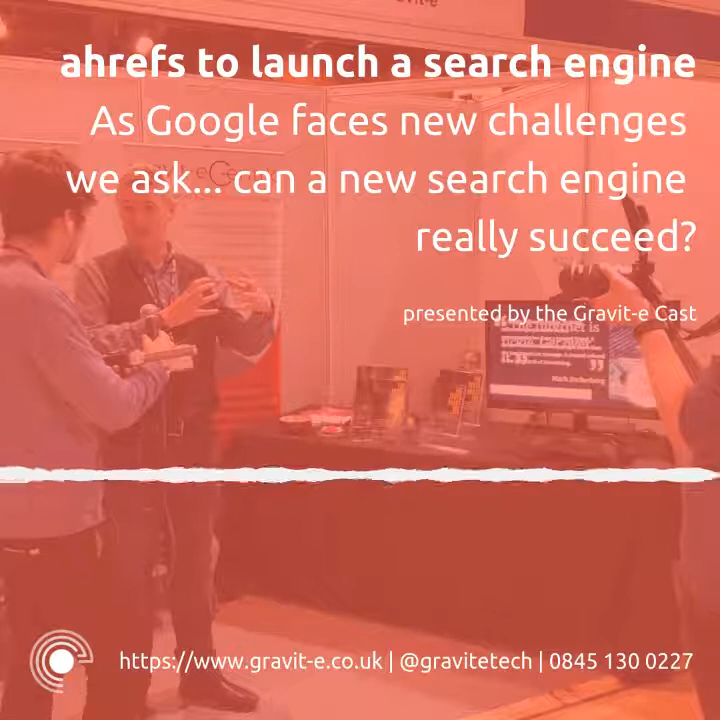 ahrefs to launch a search engine
As Google faces new challenges
we ask... can a new search engine
really succeed?
presented by the Gravit-e Cast
https://www.gravit-e.co.uk | @gravitetech | 0845 130 0227